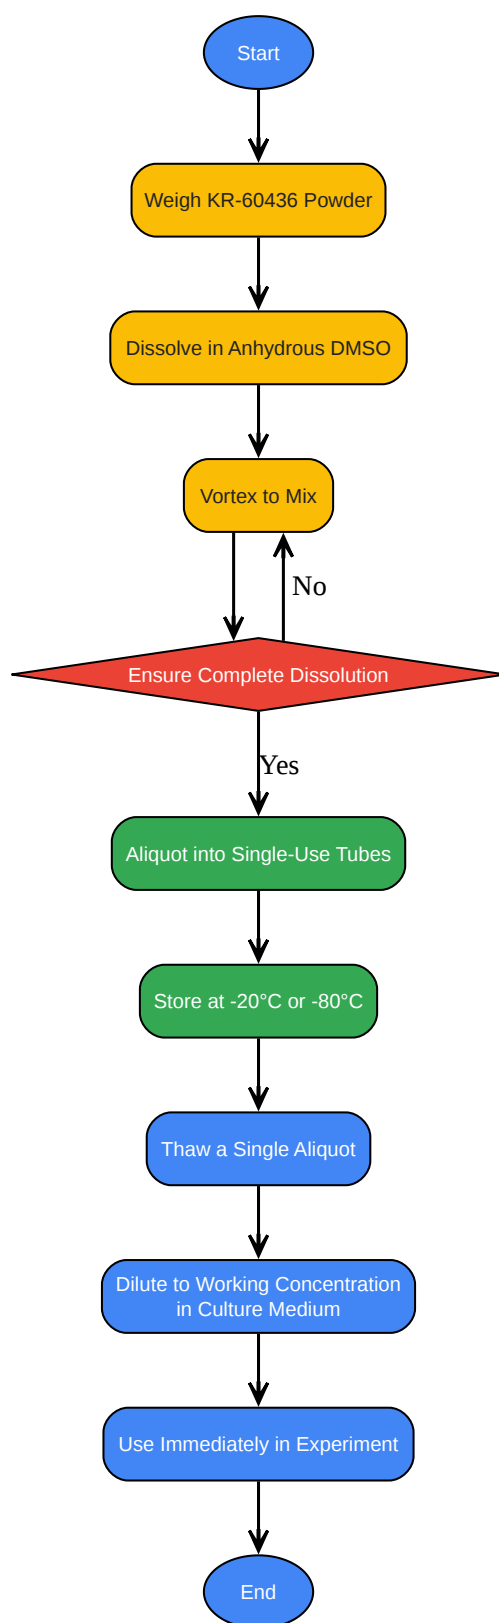 Start
Weigh KR-60436 Powder
Dissolve in Anhydrous DMSO
Vortex to Mix
No
Ensure Complete Dissolution
Yes
Aliquot into Single-Use Tubes
Store at -20°C or -80°C
Thaw a Single Aliquot
Dilute to Working Concentration
in Culture Medium
Use Immediately in Experiment
End